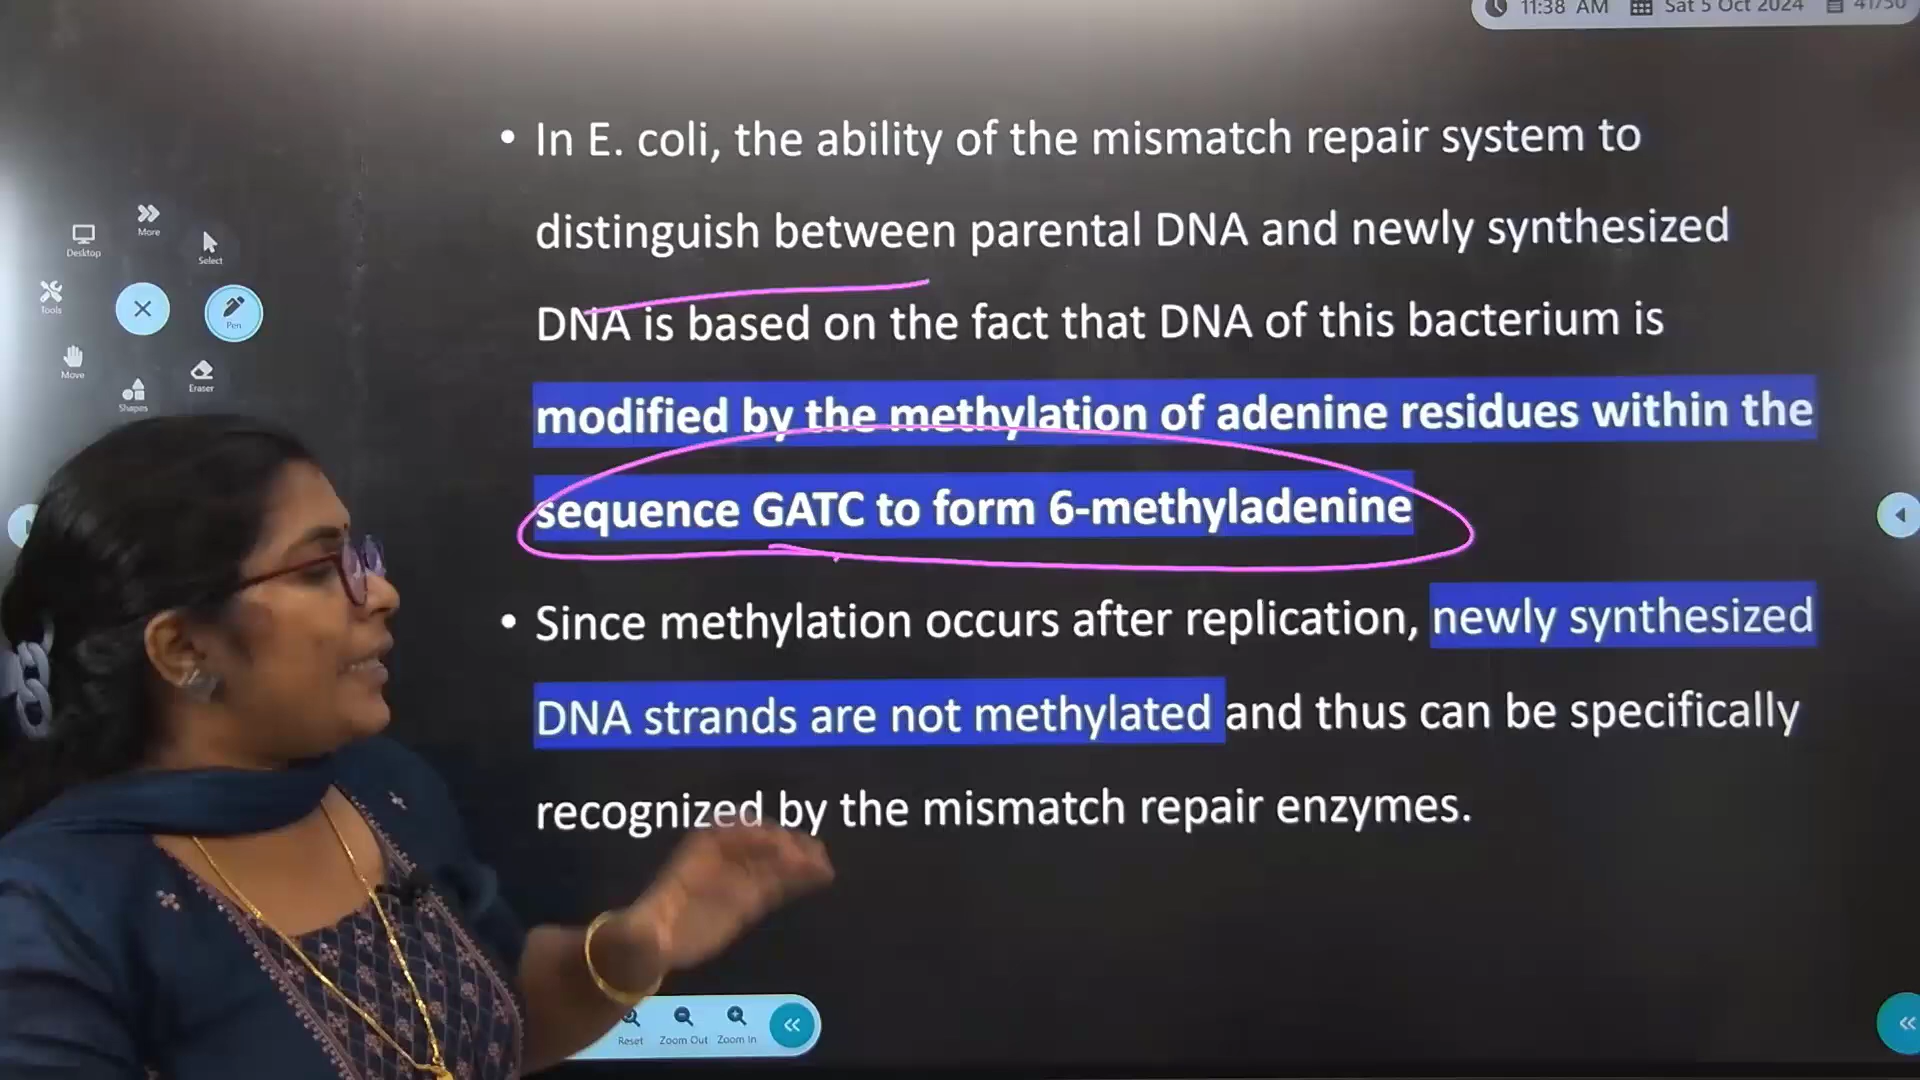 11:38 AM Sat 5 Oct 2024 41/50
• In E. coli, the ability of the mismatch repair system to
distinguish between parental DNA and newly synthesized
DNA is based on the fact that DNA of this bacterium is
modified by the methylation of adenine residues within the
sequence GATC to form 6-methyladenine
• Since methylation occurs after replication, newly synthesized
DNA strands are not methylated and thus can be specifically
recognized by the mismatch repair enzymes.
More
Desktop
Select
Tools
Pen
Move
Eraser
Shapes
Reset Zoom Out Zoom In